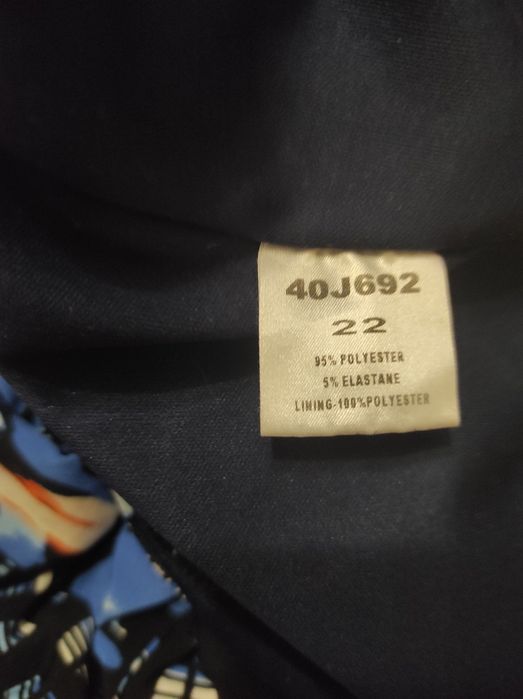 40J692
22
95% POLYESTER
5% ELASTANE
LINING-100%POLYESTER